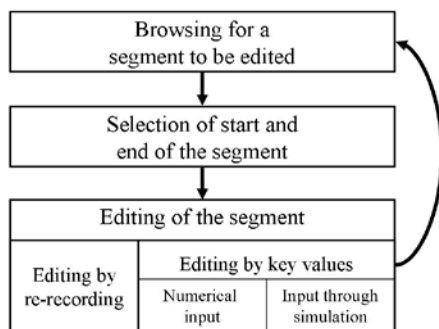 Browsing for a
segment to be edited
Selection of start and
end of the segment
Editing of the segment
Editing by
re-recording
Editing by key values
Numerical
input
Input through
simulation